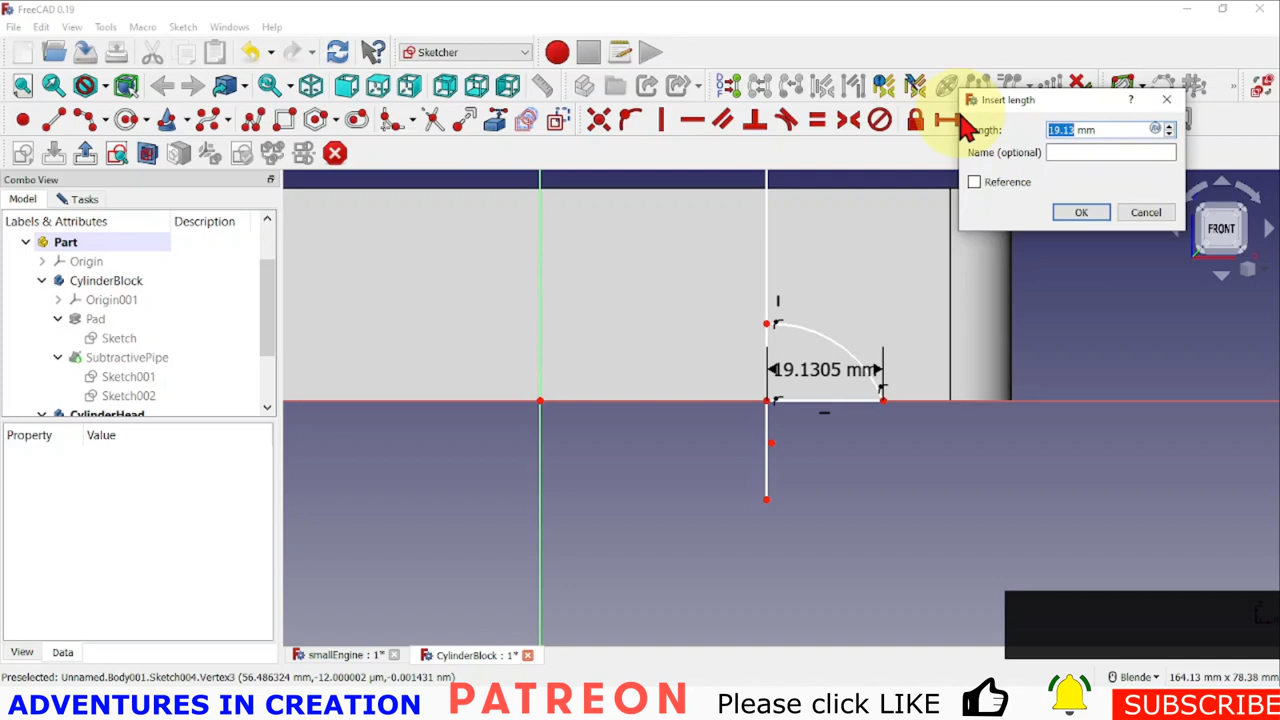 FreeCAD 0.19
File Edit View Tools Macro Sketch Windows Help
Sketcher
Insert length
Length: 19.13 mm
Name (optional)
Reference
OK Cancel
Combo View
Model Tasks
Labels & Attributes Description
Part
Origin
CylinderBlock
Origin001
Pad
Sketch
SubtractivePipe
Sketch001
Sketch002
CylinderHead
Property Value
FRONT
19.1305 mm
View Data
smallEngine : 1* CylinderBlock : 1*
Preselected: Unnamed.Body001.Sketch004.Vertex3 (56.486324 mm,-12.000002 µm,-0.001431 mm)
Blende 164.13 mm x 78.38 mm
ADVENTURES IN CREATION PATREON Please click LIKE SUBSCRIBE